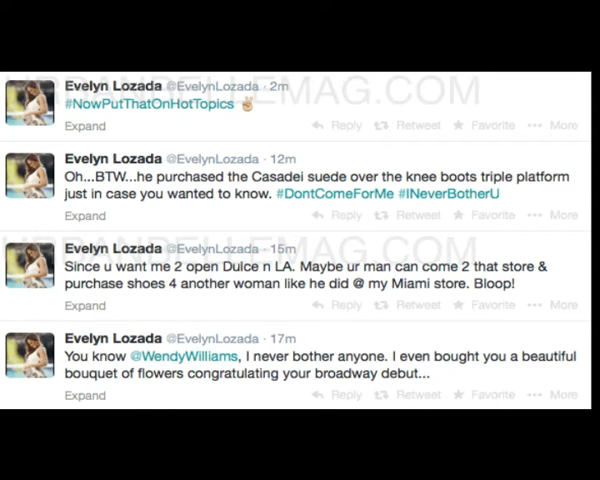 URBANBELLEMAG.COM
Evelyn Lozada @EvelynLozada · 2m
#NowPutThatOnHotTopics ✌🏼
Expand Reply Retweet Favorite More
Evelyn Lozada @EvelynLozada · 12m
Oh...BTW...he purchased the Casadei suede over the knee boots triple platform
just in case you wanted to know. #DontComeForMe #INeverBotherU
Expand Reply Retweet Favorite More
URBANBELLEMAG.COM
Evelyn Lozada @EvelynLozada · 15m
Since u want me 2 open Dulce n LA. Maybe ur man can come 2 that store &
purchase shoes 4 another woman like he did @ my Miami store. Bloop!
Expand Reply Retweet Favorite More
Evelyn Lozada @EvelynLozada · 17m
You know @WendyWilliams, I never bother anyone. I even bought you a beautiful
bouquet of flowers congratulating your broadway debut...
Expand Reply Retweet Favorite More